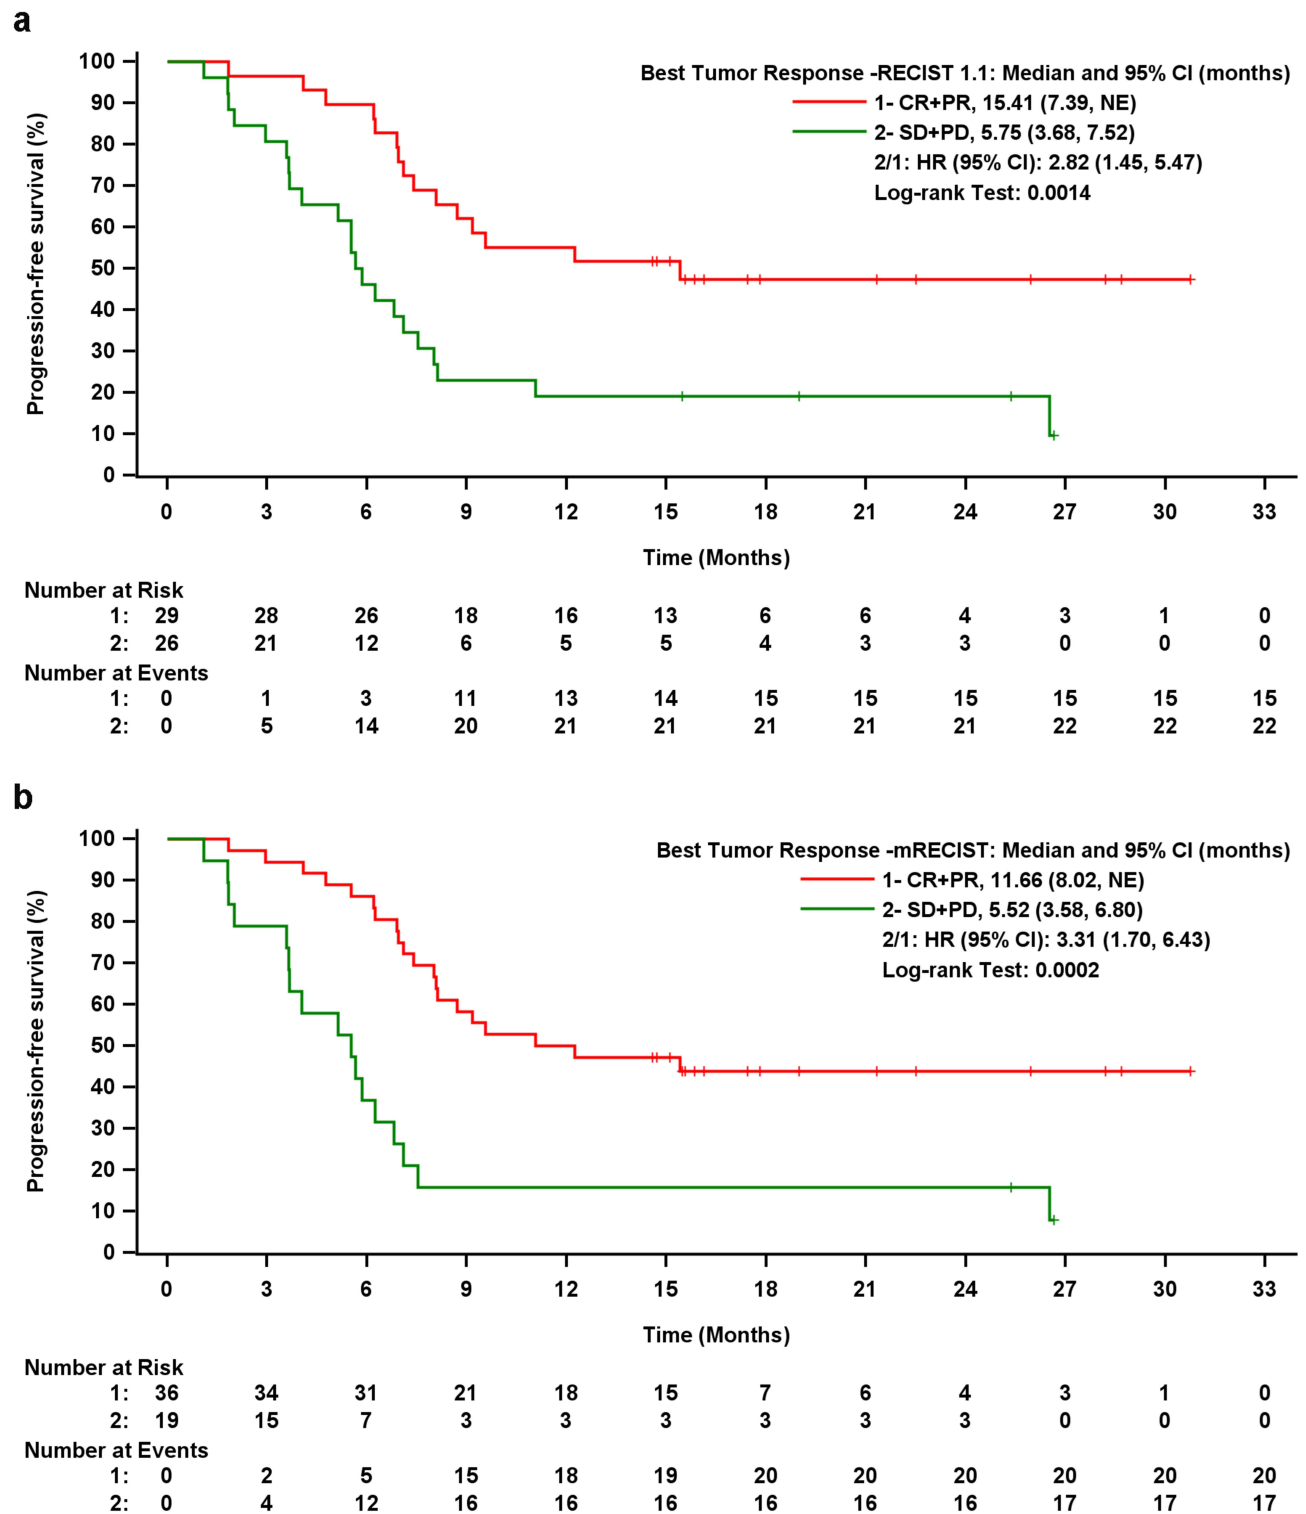 a
Best Tumor Response -RECIST 1.1: Median and 95% CI (months)
1- CR+PR, 15.41 (7.39, NE)
2- SD+PD, 5.75 (3.68, 7.52)
2/1: HR (95% CI): 2.82 (1.45, 5.47)
Log-rank Test: 0.0014
Progression-free survival (%)
100
90
80
70
60
50
40
30
20
10
0
0 3 6 9 12 15 18 21 24 27 30 33
Time (Months)
Number at Risk
1: 29 28 26 18 16 13 6 6 4 3 1 0
2: 26 21 12 6 5 5 4 3 3 0 0 0
Number at Events
1: 0 1 3 11 13 14 15 15 15 15 15 15
2: 0 5 14 20 21 21 21 21 21 22 22 22
b
Best Tumor Response -mRECIST: Median and 95% CI (months)
1- CR+PR, 11.66 (8.02, NE)
2- SD+PD, 5.52 (3.58, 6.80)
2/1: HR (95% CI): 3.31 (1.70, 6.43)
Log-rank Test: 0.0002
Progression-free survival (%)
100
90
80
70
60
50
40
30
20
10
0
0 3 6 9 12 15 18 21 24 27 30 33
Time (Months)
Number at Risk
1: 36 34 31 21 18 15 7 6 4 3 1 0
2: 19 15 7 3 3 3 3 3 3 0 0 0
Number at Events
1: 0 2 5 15 18 19 20 20 20 20 20 20
2: 0 4 12 16 16 16 16 16 16 17 17 17